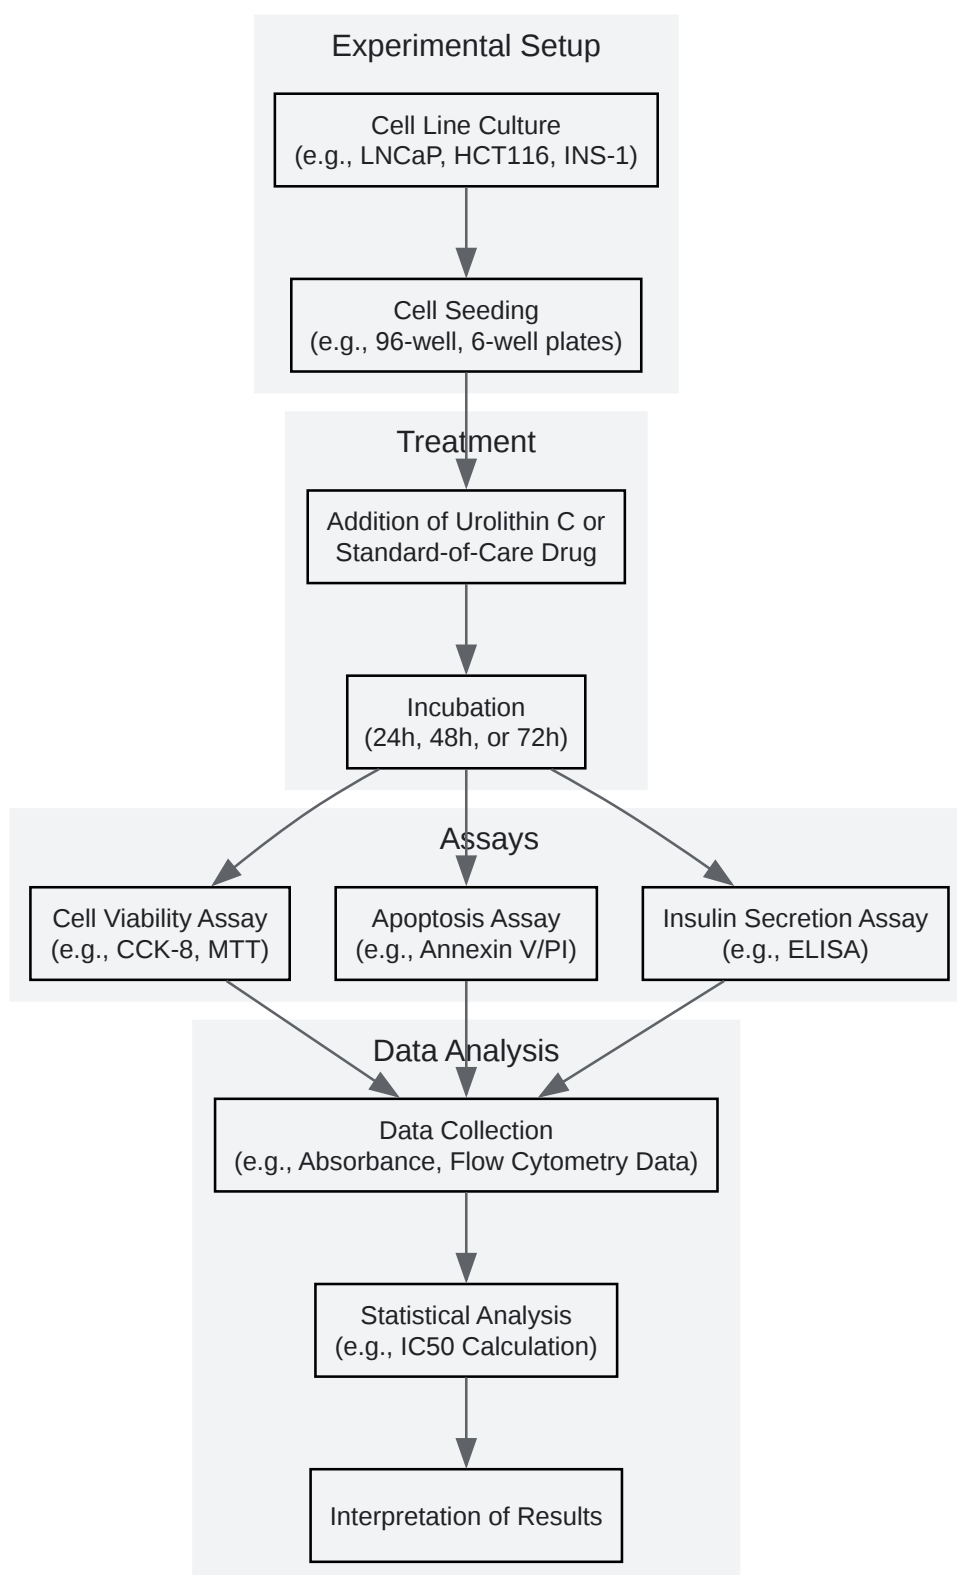 Experimental Setup
Cell Line Culture
(e.g., LNCaP, HCT116, INS-1)
Cell Seeding
(e.g., 96-well, 6-well plates)
Treatment
Addition of Urolithin C or
Standard-of-Care Drug
Incubation
(24h, 48h, or 72h)
Assays
Cell Viability Assay
(e.g., CCK-8, MTT)
Apoptosis Assay
(e.g., Annexin V/PI)
Insulin Secretion Assay
(e.g., ELISA)
Data Analysis
Data Collection
(e.g., Absorbance, Flow Cytometry Data)
Statistical Analysis
(e.g., IC50 Calculation)
Interpretation of Results